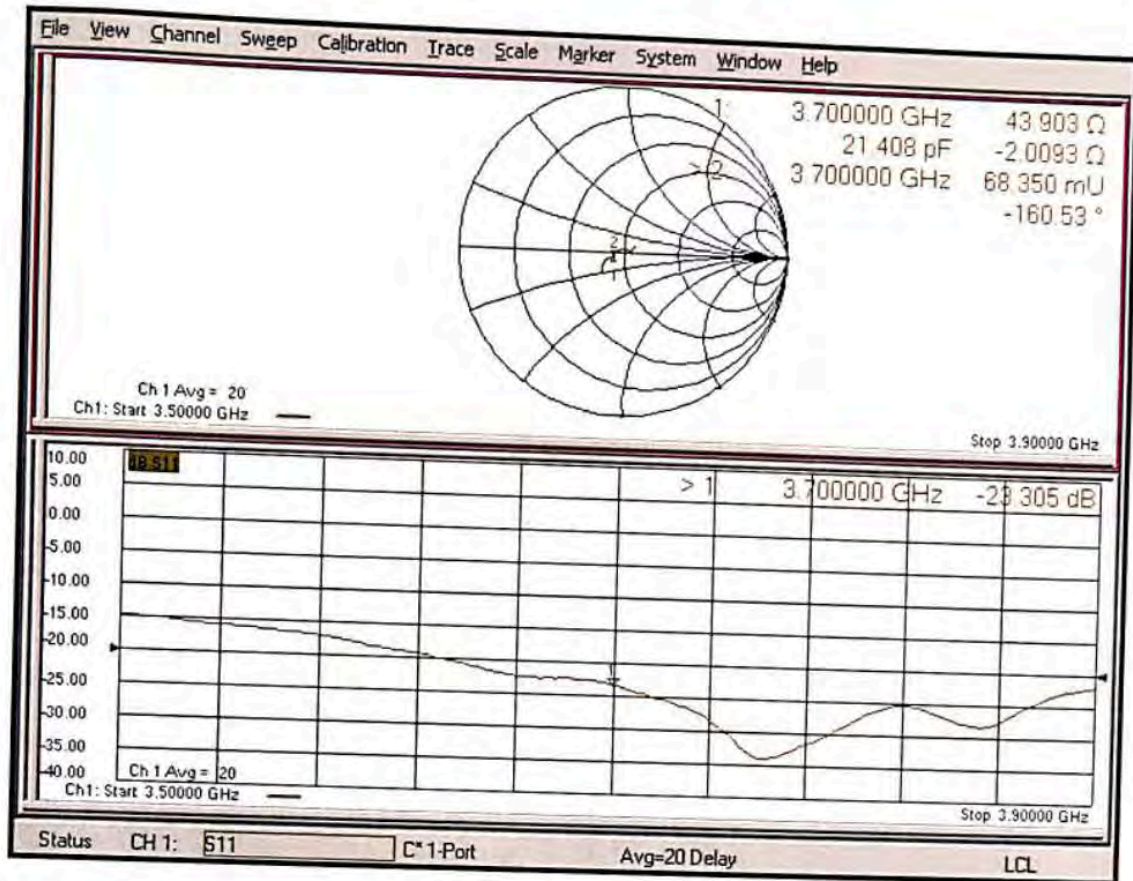 File View Channel Sweep Calibration Trace Scale Marker System Window Help
1: 3.700000 GHz 43.903 Ω
21.408 pF -2.0093 Ω
> 2 3.700000 GHz 68.350 mU
-160.53 °
2
1
Ch 1 Avg = 20
Ch1: Start 3.50000 GHz
Stop 3.90000 GHz
10.00
dB S11
> 1 3.700000 GHz -23.305 dB
5.00
0.00
-5.00
-10.00
-15.00
-20.00
-25.00
-30.00
-35.00
-40.00
1
Ch 1 Avg = 20
Ch1: Start 3.50000 GHz
Stop 3.90000 GHz
Status CH 1: S11 C* 1-Port Avg=20 Delay LCL